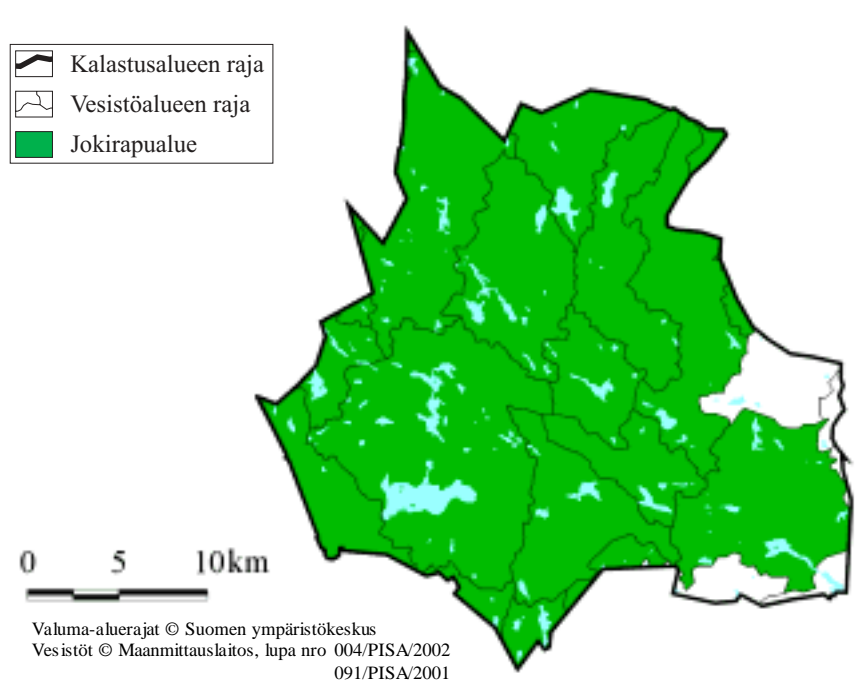 Kalastusalueen raja
Vesistöalueen raja
Jokirapualue
0 5 10km
Valuma-aluerajat © Suomen ympäristökeskus
Vesistöt © Maanmittauslaitos, lupa nro 004/PISA/2002
091/PISA/2001